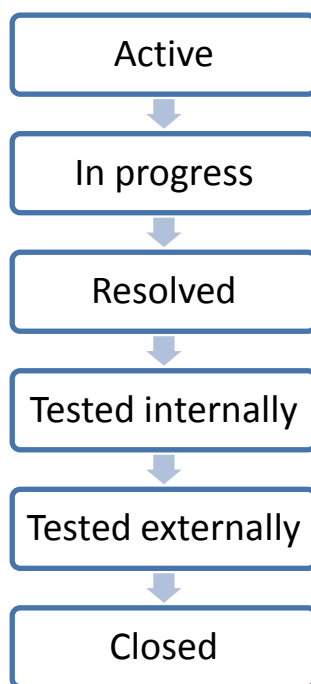 Active
In progress
Resolved
Tested internally
Tested externally
Closed